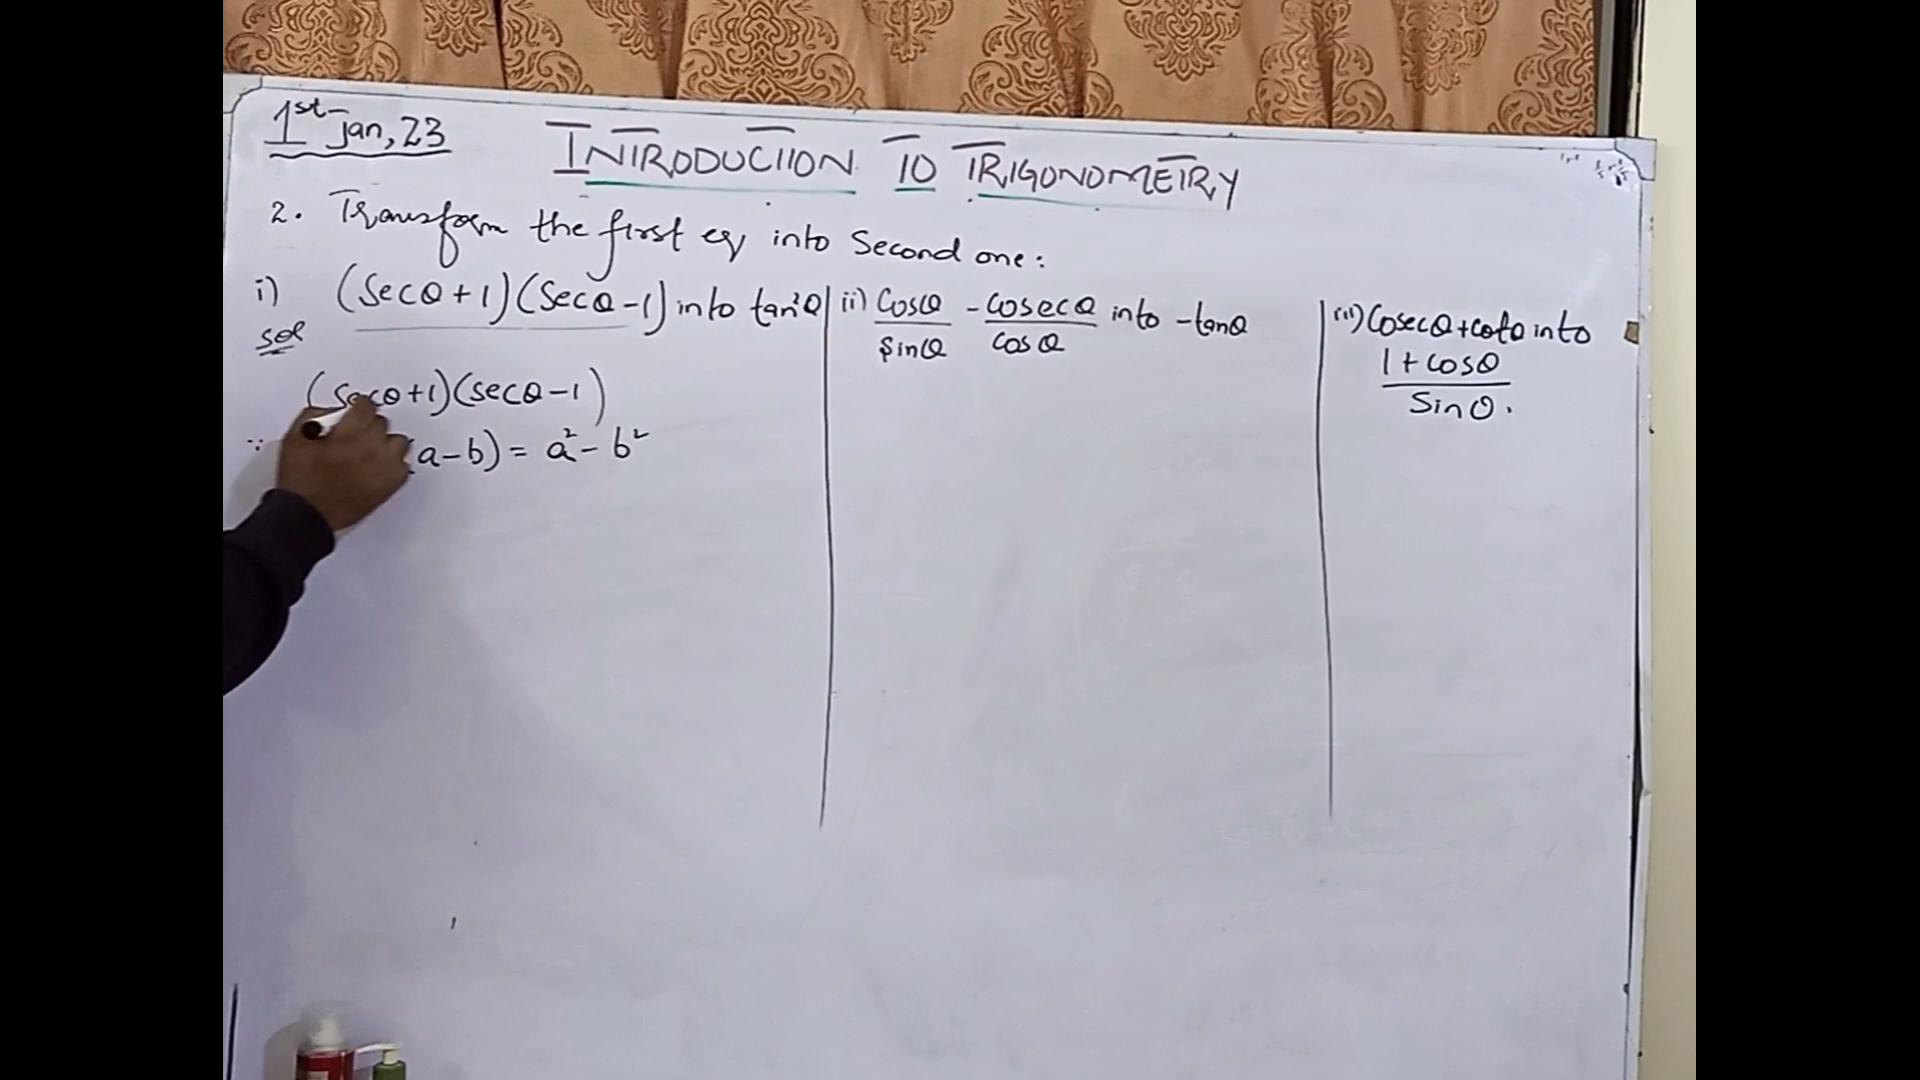 1st Jan, 23
INTRODUCTION TO TRIGONOMETRY
2. Transform the first eq into Second one:
i) (Secθ + 1)(Secθ - 1) into tan²θ
Sol
(Secθ+1)(secθ-1)
∵ (a-b) = a² - b²
ii) Cosθ/Sinθ - Cosecθ/Cosθ into -tanθ
iii) Cosecθ + cotθ into
1 + cosθ
Sinθ.